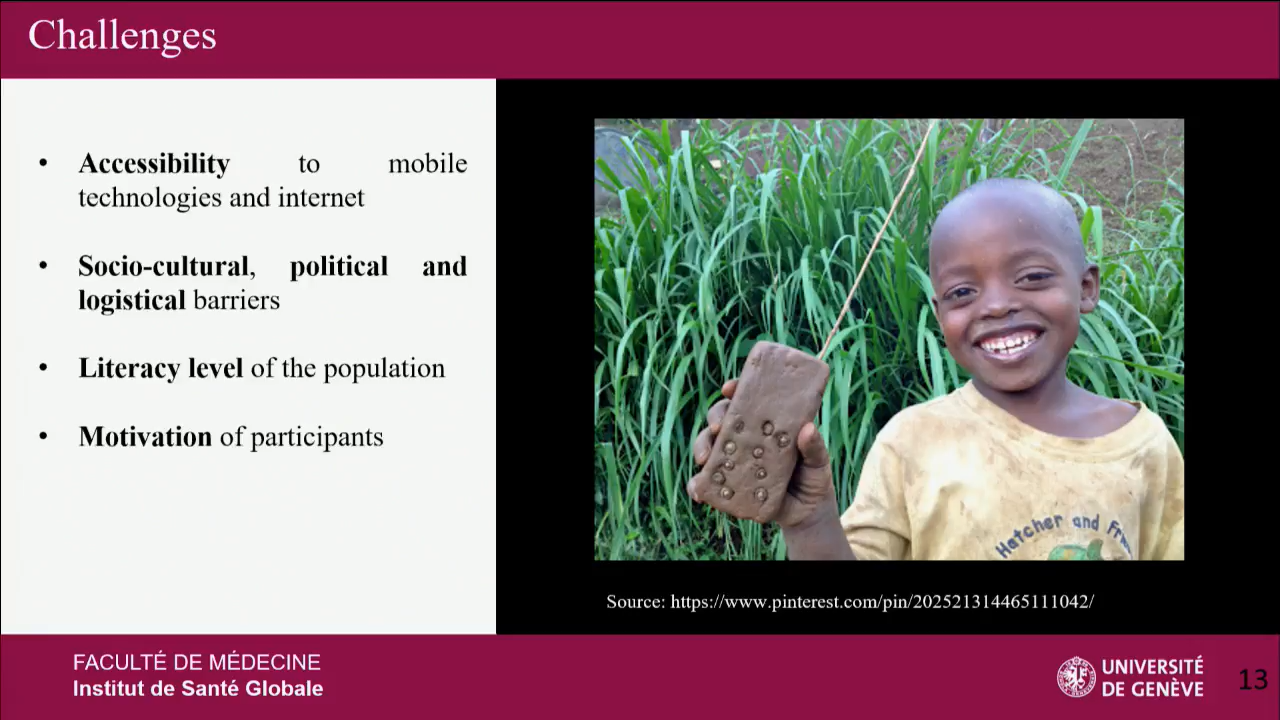 Challenges
• Accessibility to mobile
technologies and internet
• Socio-cultural, political and
logistical barriers
• Literacy level of the population
• Motivation of participants
Hatcher and
Source: https://www.pinterest.com/pin/202521314465111042/
FACULTÉ DE MÉDECINE
Institut de Santé Globale
UNIVERSITÉ
DE GENÈVE
13